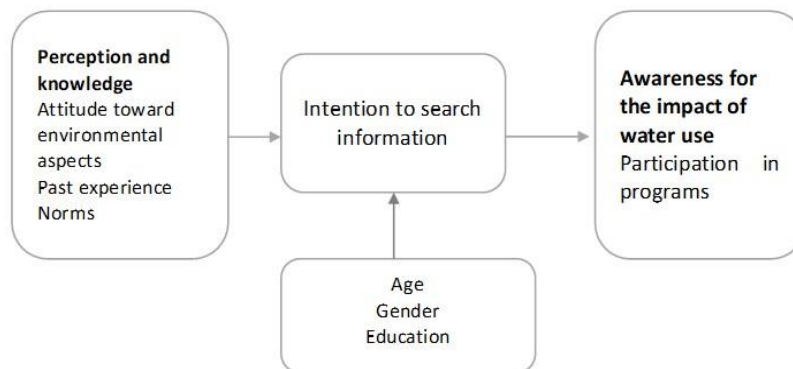 Perception and
knowledge
Attitude toward
environmental
aspects
Past experience
Norms
Intention to search
information
Awareness for
the impact of
water use
Participation in
programs
Age
Gender
Education